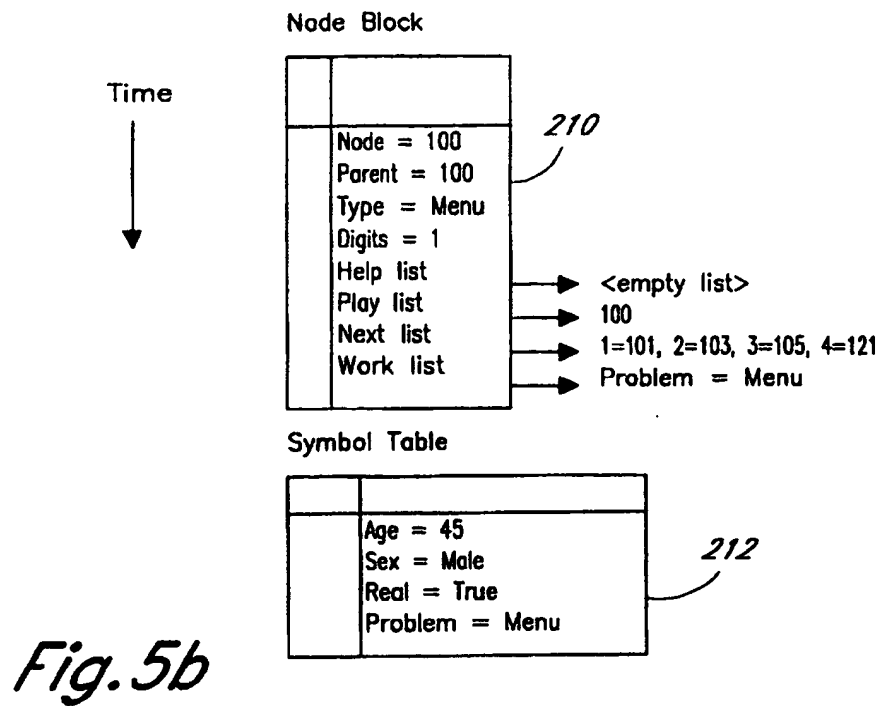 Node Block
Time
210
Node = 100
Parent = 100
Type = Menu
Digits = 1
Help list
<empty list>
Play list
100
Next list
1=101, 2=103, 3=105, 4=121
Work list
Problem = Menu
Symbol Table
212
Age = 45
Sex = Male
Real = True
Problem = Menu
Fig.5b